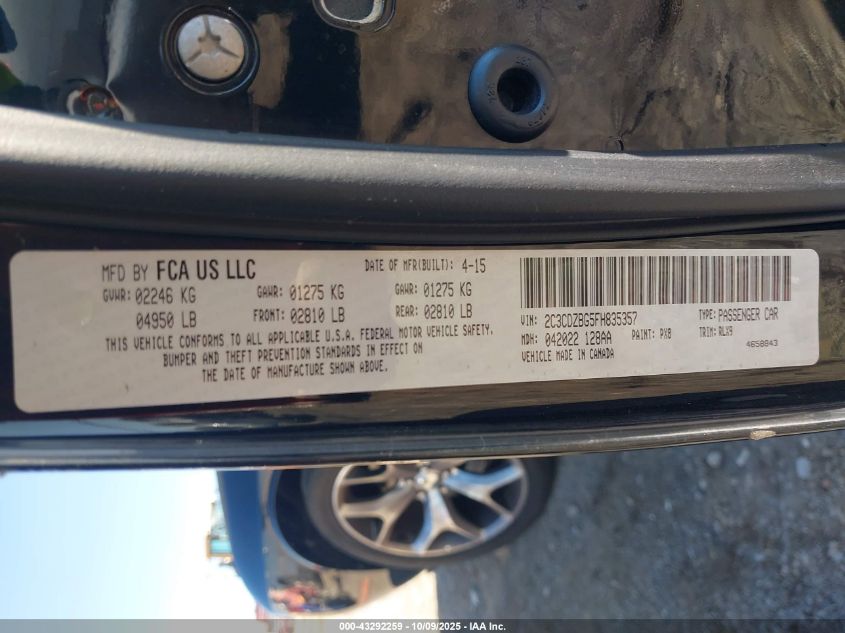 MFD BY FCA US LLC
DATE OF MFR(BUILT): 4-15
GVWR: 02246 KG GAWR: 01275 KG GAWR: 01275 KG
04950 LB FRONT: 02810 LB REAR: 02810 LB
THIS VEHICLE CONFORMS TO ALL APPLICABLE U.S.A. FEDERAL MOTOR VEHICLE SAFETY,
BUMPER AND THEFT PREVENTION STANDARDS IN EFFECT ON
THE DATE OF MANUFACTURE SHOWN ABOVE.
VIN: 2C3CDZBG5FH835357 TYPE: PASSENGER CAR
MDH: 042022 128AA PAINT: PX8 TRIM: RLX9
VEHICLE MADE IN CANADA 4658843
000-43292259 - 10/09/2025 - IAA Inc.